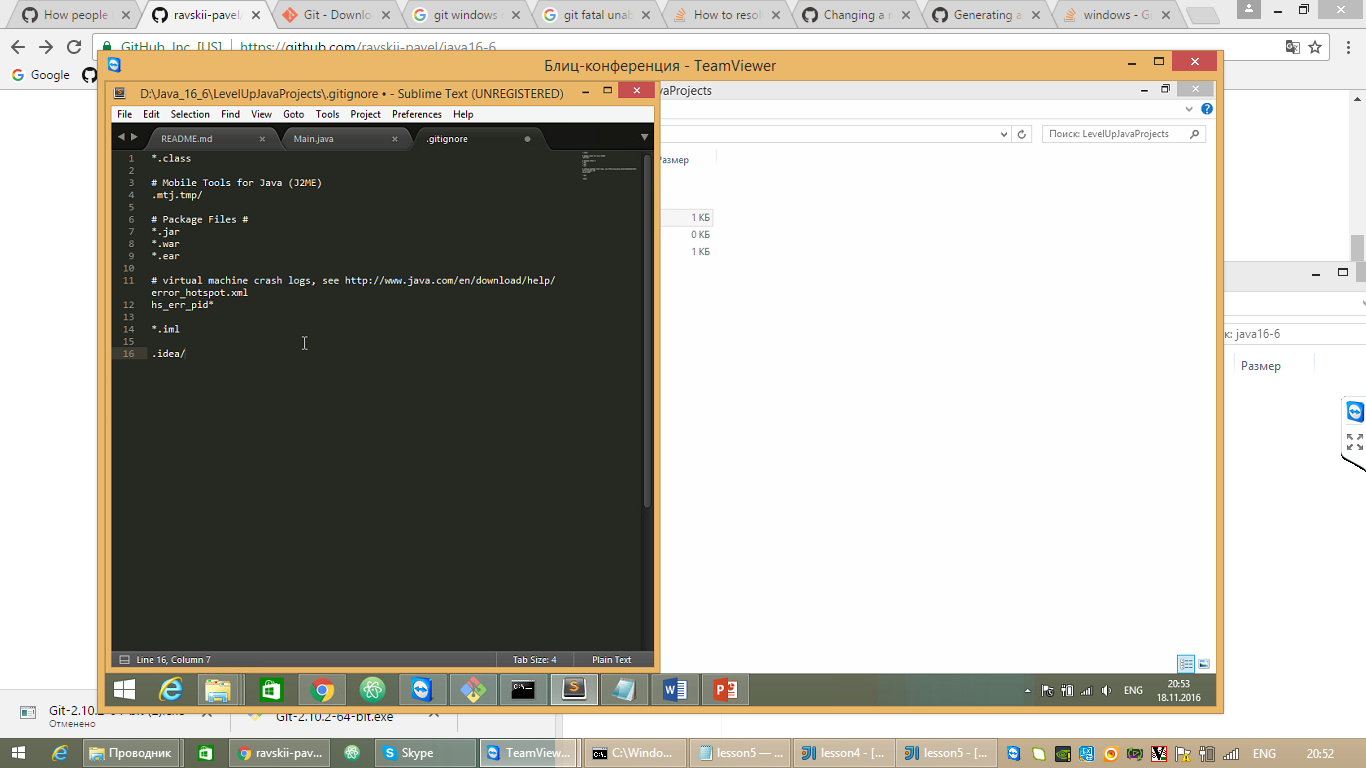 How people
ravskii-pavel/
Git - Downlo
git windows
git fatal unab
How to resol
Changing a r
Generating a
windows - Gi
GitHub, Inc. [US]
https://github.com/ravskii-pavel/java16-6
Google
Блиц-конференция - TeamViewer
D:\Java_16_6\LevelUpJavaProjects\.gitignore • - Sublime Text (UNREGISTERED)
vaProjects
File Edit Selection Find View Goto Tools Project Preferences Help
README.md
Main.java
.gitignore
Поиск: LevelUpJavaProjects
азмер
1 КБ
0 КБ
1 КБ
1 *.class
2
3 # Mobile Tools for Java (J2ME)
4 .mtj.tmp/
5
6 # Package Files #
7 *.jar
8 *.war
9 *.ear
10
11 # virtual machine crash logs, see http://www.java.com/en/download/help/
error_hotspot.xml
12 hs_err_pid*
13
14 *.iml
15
16 .idea/
к: java16-6
Размер
Line 16, Column 7
Tab Size: 4
Plain Text
ENG
20:53
18.11.2016
Отменено
Git-2.10.2-64-bit.exe
Проводник
ravskii-pav...
Skype
TeamView...
C:\Windo...
lesson5 — ...
lesson4 - [...
lesson5 - [...
ENG
20:52